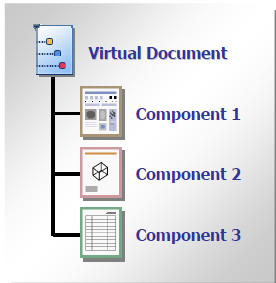 Virtual Document
Component 1
Component 2
Component 3